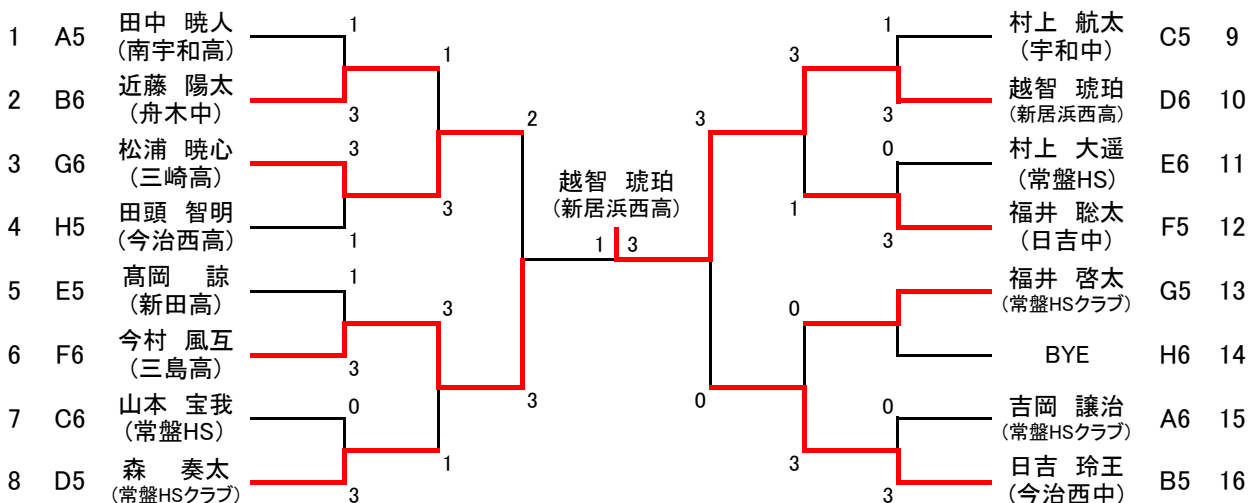 1 A5 田中 暁人
(南宇和高)
2 B6 近藤 陽太
(舟木中)
3 G6 松浦 暁心
(三崎高)
4 H5 田頭 智明
(今治西高)
5 E5 髙岡 諒
(新田高)
6 F6 今村 風互
(三島高)
7 C6 山本 宝我
(常盤HS)
8 D5 森 奏太
(常盤HSクラブ)
1
3
3
1
1
3
0
3
1
3
3
1
2
3
越智 琥珀
(新居浜西高)
1 3
3
0
3
1
0
3
1
3
0
3
0
3
村上 航太 C5 9
(宇和中)
越智 琥珀 D6 10
(新居浜西高)
村上 大遥 E6 11
(常盤HS)
福井 聡太 F5 12
(日吉中)
福井 啓太 G5 13
(常盤HSクラブ)
BYE H6 14
吉岡 譲治 A6 15
(常盤HSクラブ)
日吉 玲王 B5 16
(今治西中)